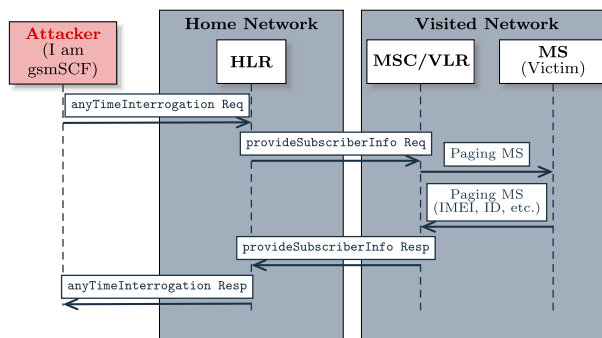 Home Network
Visited Network
Attacker
(I am
gsmSCF)
HLR
MSC/VLR
MS
(Victim)
anyTimeInterrogation Req
provideSubscriberInfo Req
Paging MS
Paging MS
(IMEI, ID, etc.)
provideSubscriberInfo Resp
anyTimeInterrogation Resp